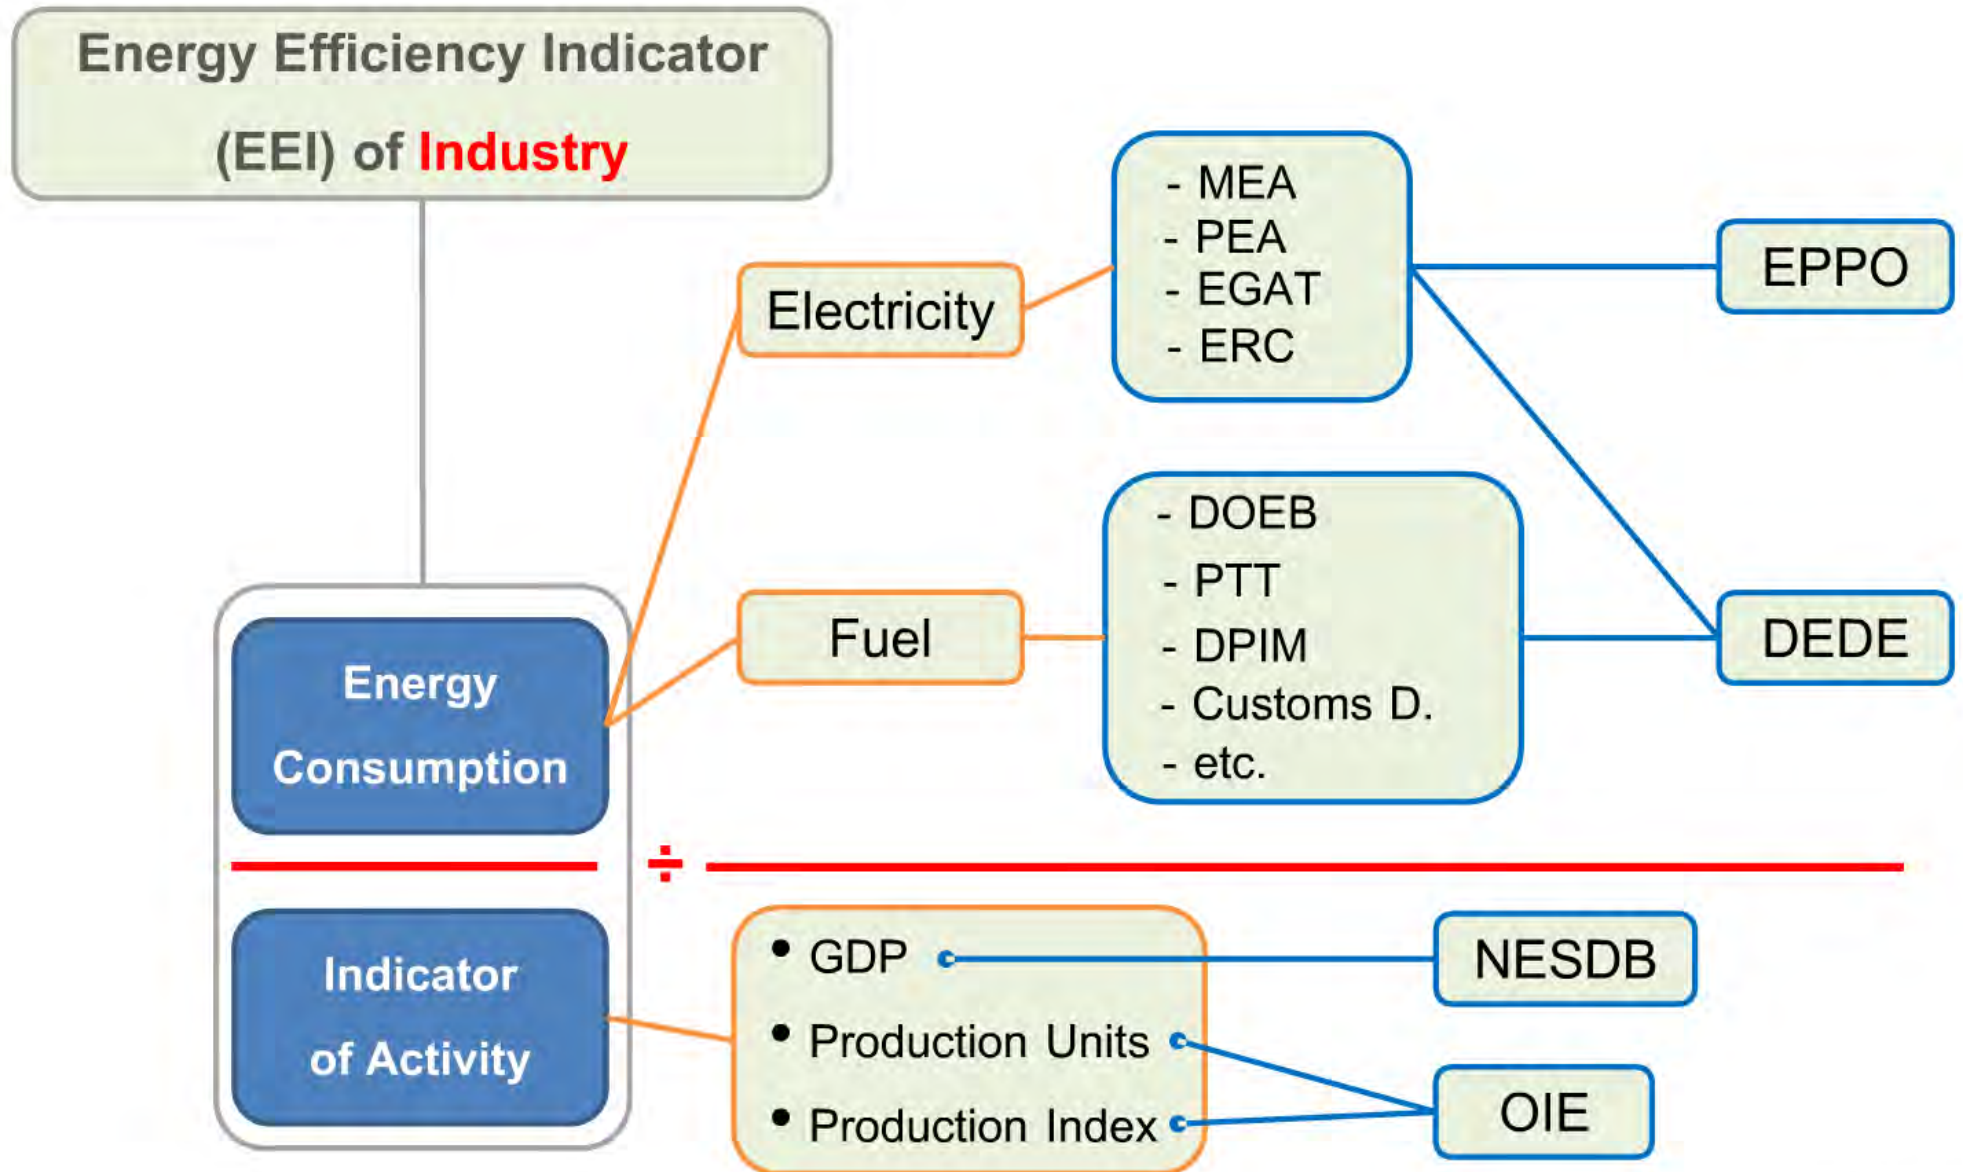 Energy Efficiency Indicator
(EEI) of Industry
Electricity
- MEA
- PEA
- EGAT
- ERC
EPPO
Energy
Consumption
Fuel
- DOEB
- PTT
- DPIM
- Customs D.
- etc.
DEDE
÷
Indicator
of Activity
• GDP
• Production Units
• Production Index
NESDB
OIE